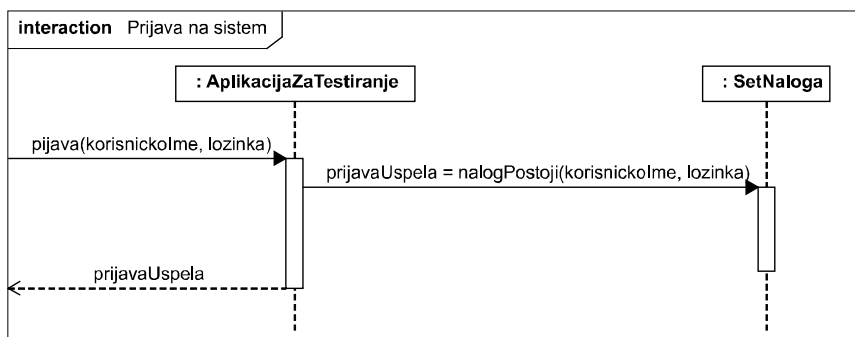 interaction Prijava na sistem
: AplikacijaZaTestiranje
: SetNaloga
pijava(korisnickoIme, lozinka)
prijavaUspela = nalogPostoji(korisnickoIme, lozinka)
prijavaUspela